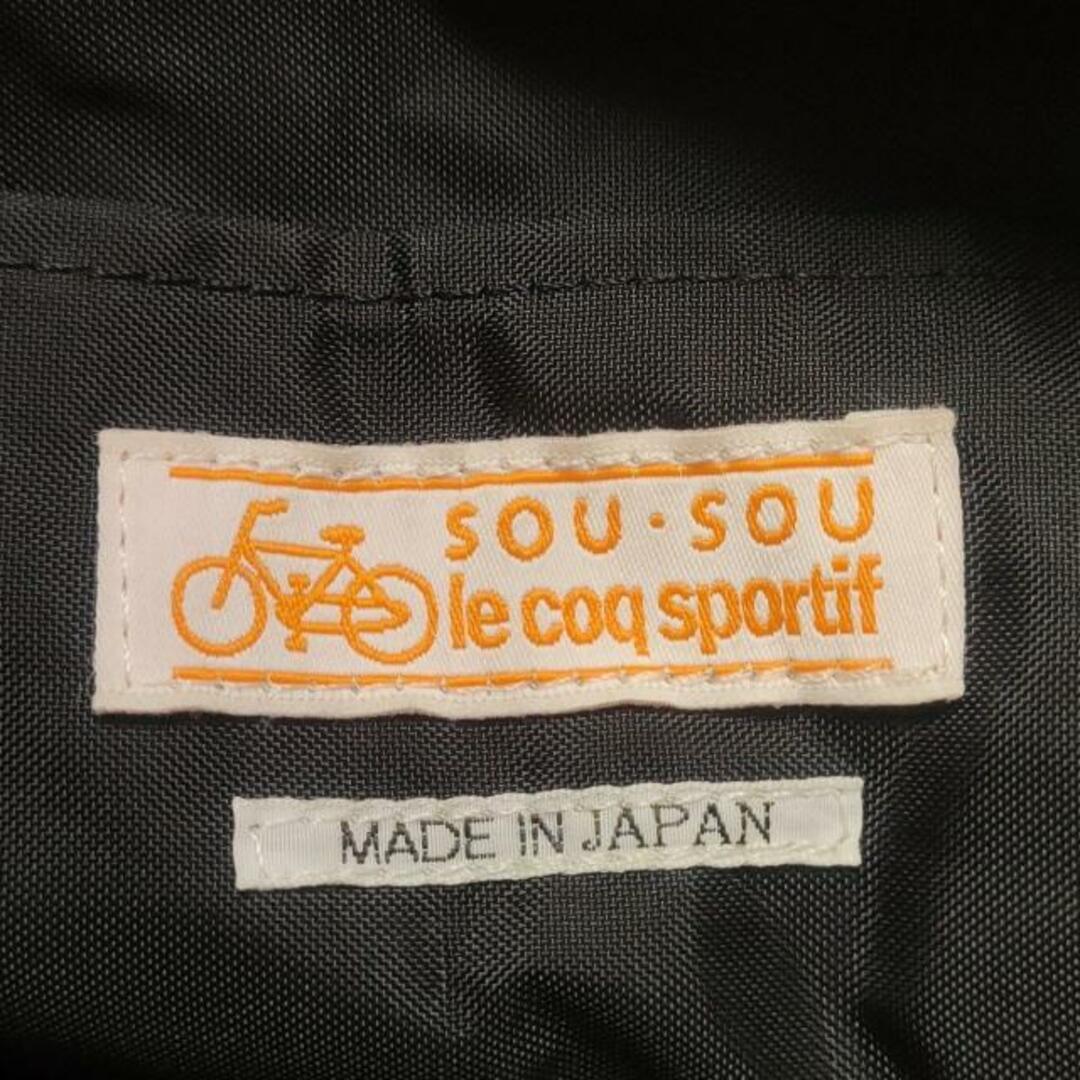 SOU・SOU
le coq sportif
MADE IN JAPAN